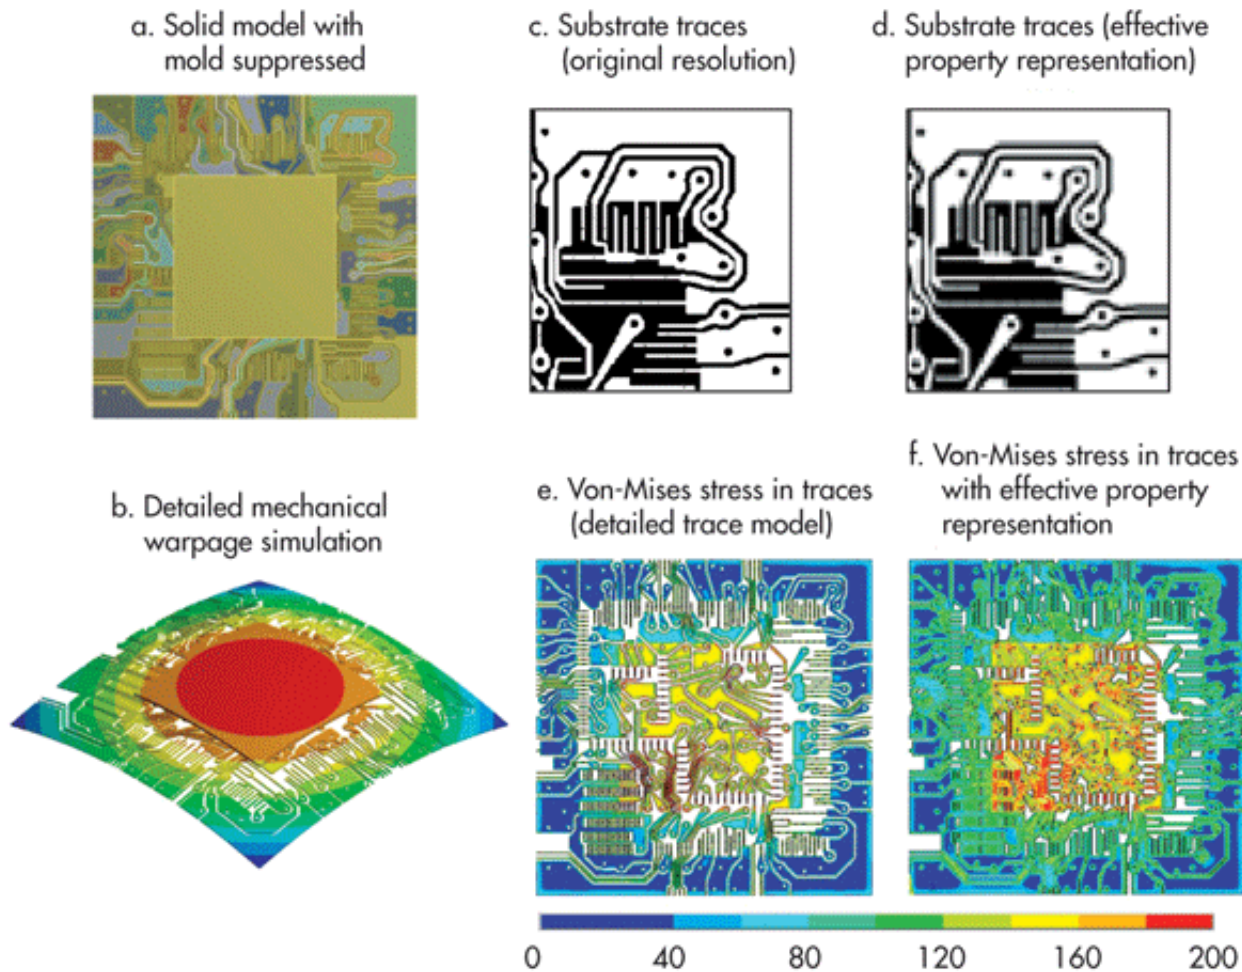 a. Solid model with
mold suppressed
c. Substrate traces
(original resolution)
d. Substrate traces (effective
property representation)
b. Detailed mechanical
warpage simulation
e. Von-Mises stress in traces
(detailed trace model)
f. Von-Mises stress in traces
with effective property
representation
0 40 80 120 160 200